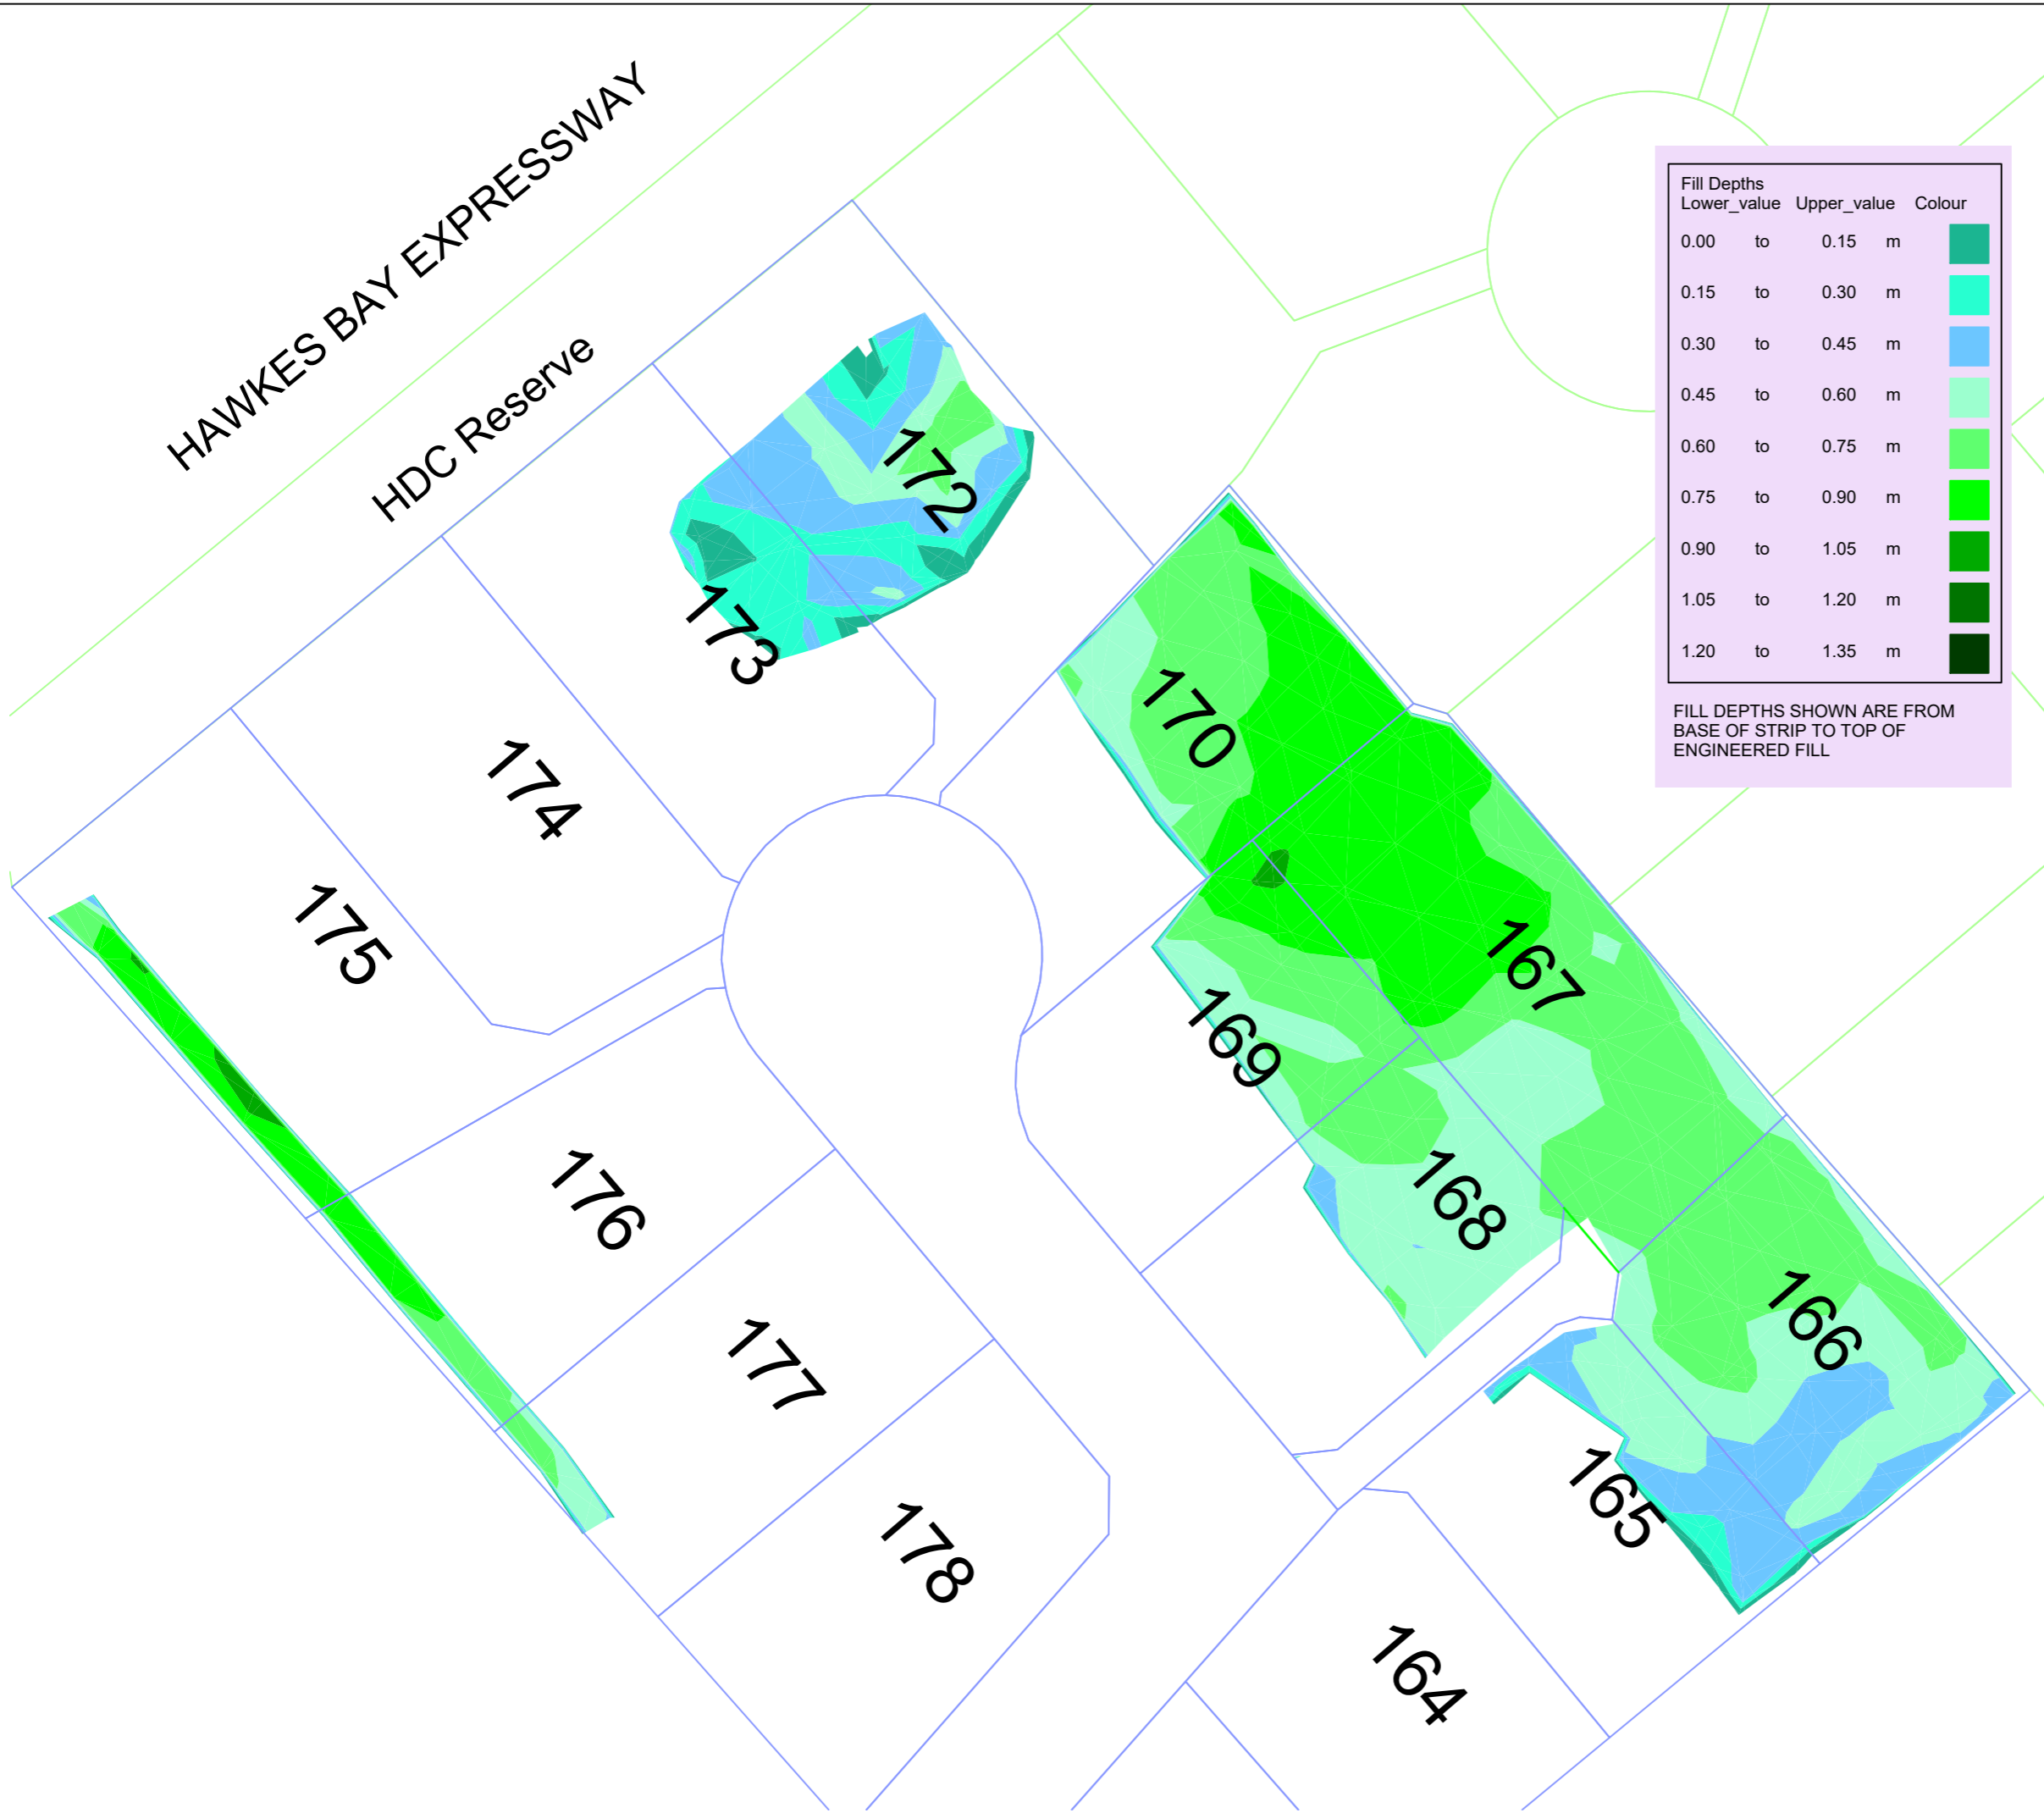 HAWKES BAY EXPRESSWAY
HDC Reserve
Fill Depths
Lower_value Upper_value Colour
0.00 to 0.15 m
0.15 to 0.30 m
0.30 to 0.45 m
0.45 to 0.60 m
0.60 to 0.75 m
0.75 to 0.90 m
0.90 to 1.05 m
1.05 to 1.20 m
1.20 to 1.35 m
FILL DEPTHS SHOWN ARE FROM
BASE OF STRIP TO TOP OF
ENGINEERED FILL
172
173
170
174
175
167
169
176
168
166
177
165
178
164